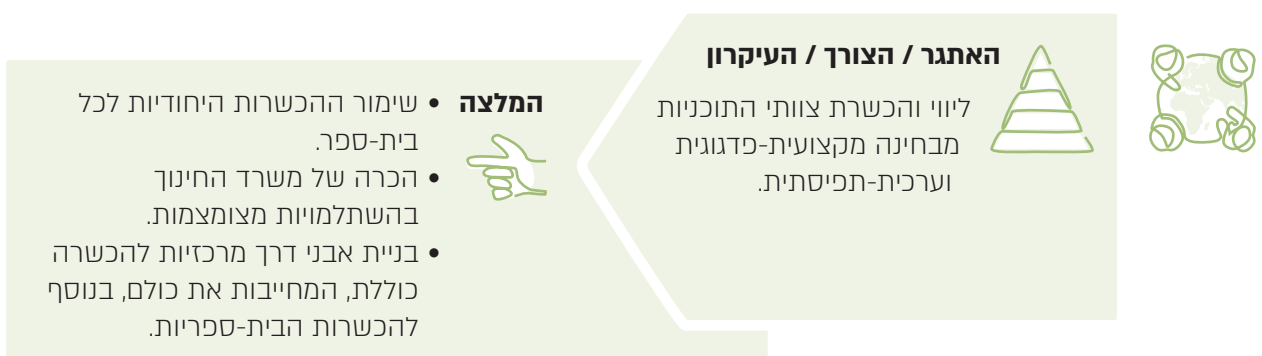 האתגר / הצורך / העיקרון
ליווי והכשרת צוותי התוכניות
מבחינה מקצועית-פדגוגית
וערכית-תפיסתית.
המלצה
• שימור ההכשרות היחודיות לכל
בית-ספר.
• הכרה של משרד החינוך
בהשתלמויות מצומצמות.
• בניית אבני דרך מרכזיות להכשרה
כוללת, המחייבות את כולם, בנוסף
להכשרות הבית-ספריות.